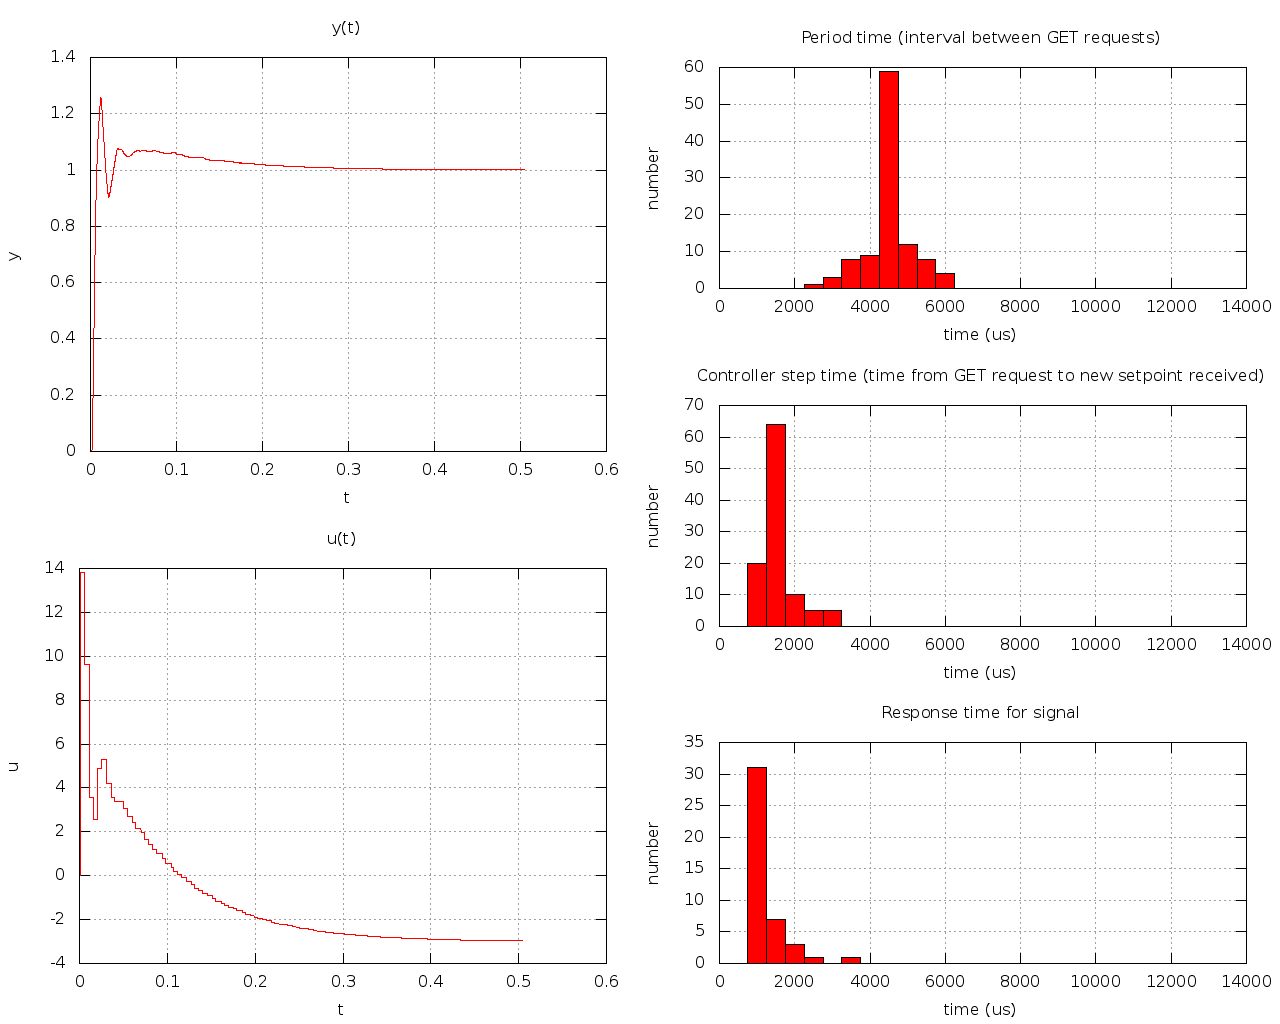 y(t)
1.4
1.2
1
0.8
0.6
0.4
0.2
0
y
0 0.1 0.2 0.3 0.4 0.5 0.6
t
u(t)
14
12
10
8
6
4
2
0
-2
-4
u
0 0.1 0.2 0.3 0.4 0.5 0.6
t
Period time (interval between GET requests)
60
50
40
30
20
10
0
number
0 2000 4000 6000 8000 10000 12000 14000
time (us)
Controller step time (time from GET request to new setpoint received)
70
60
50
40
30
20
10
0
number
0 2000 4000 6000 8000 10000 12000 14000
time (us)
Response time for signal
35
30
25
20
15
10
5
0
number
0 2000 4000 6000 8000 10000 12000 14000
time (us)